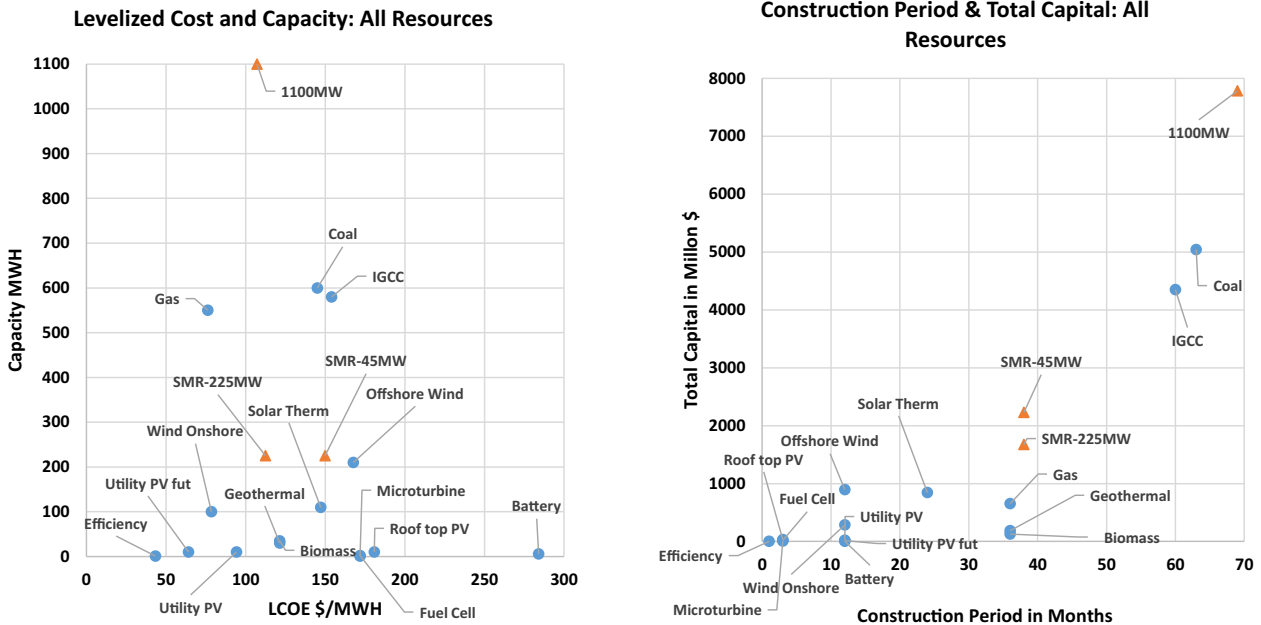 Levelized Cost and Capacity: All Resources
1100
1000
900
800
700
600
500
400
300
200
100
0
Capacity MWH
1100MW
Coal
IGCC
Gas
SMR-45MW
SMR-225MW
Offshore Wind
Solar Therm
Wind Onshore
Utility PV fut
Geothermal
Microturbine
Efficiency
Battery
Roof top PV
Biomass
Utility PV
Fuel Cell
0 50 100 150 200 250 300
LCOE $/MWH
Construction Period & Total Capital: All
Resources
8000
7000
6000
5000
4000
3000
2000
1000
0
Total Capital in Millon $
1100MW
Coal
IGCC
SMR-45MW
Solar Therm
Offshore Wind
SMR-225MW
Roof top PV
Gas
Fuel Cell
Geothermal
Utility PV
Biomass
Utility PV fut
Efficiency
Battery
Wind Onshore
Microturbine
0 10 20 30 40 50 60 70
Construction Period in Months